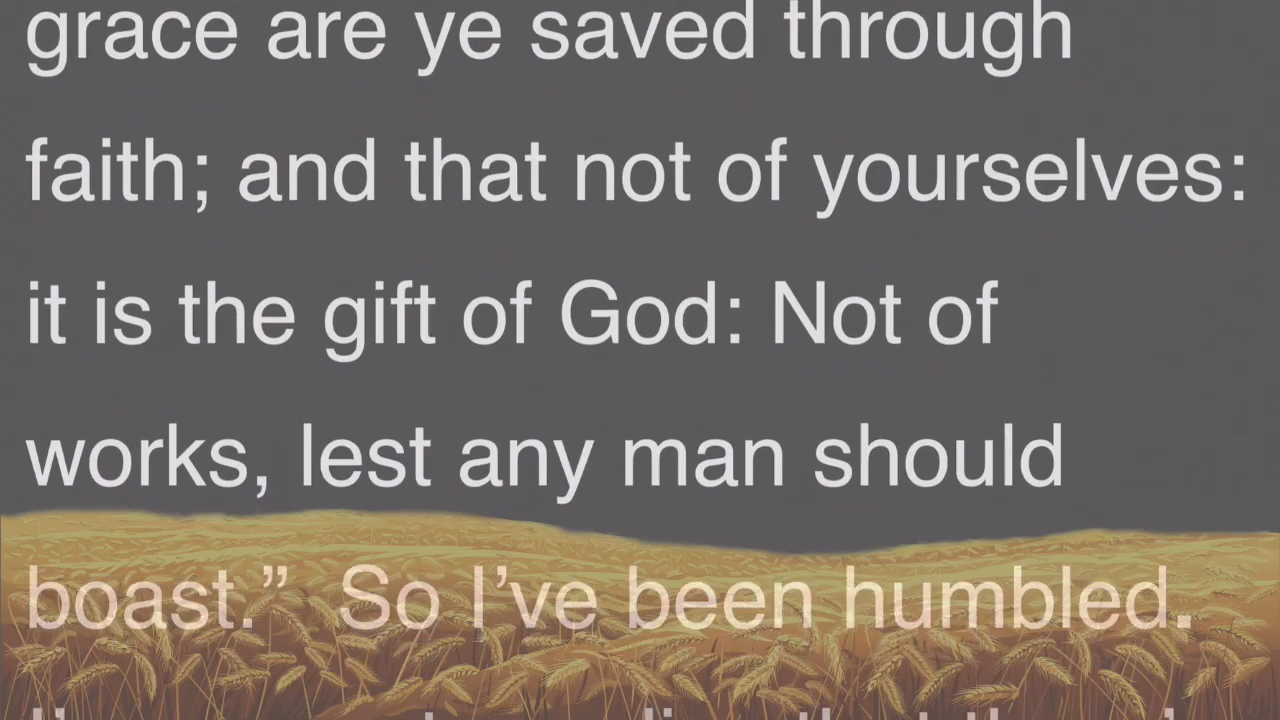 grace are ye saved through
faith; and that not of yourselves:
it is the gift of God: Not of
works, lest any man should
boast.” So I’ve been humbled.